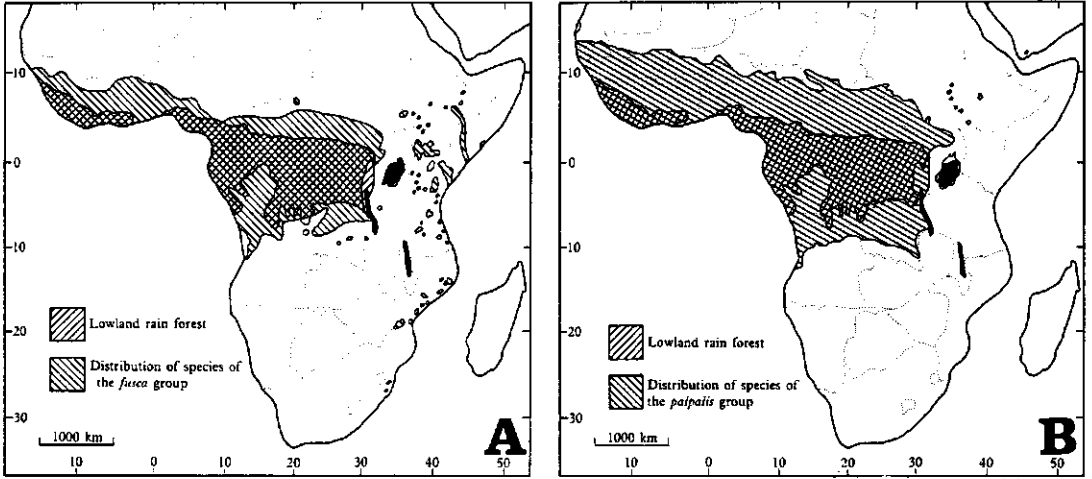 10
0
10
20
30
Lowland rain forest
Distribution of species of
the fusca group
1000 km
A
10
0
10
20
30
40
50
10
0
10
20
30
Lowland rain forest
Distribution of species of
the palpalis group
1000 km
B
10
0
10
20
30
40
50